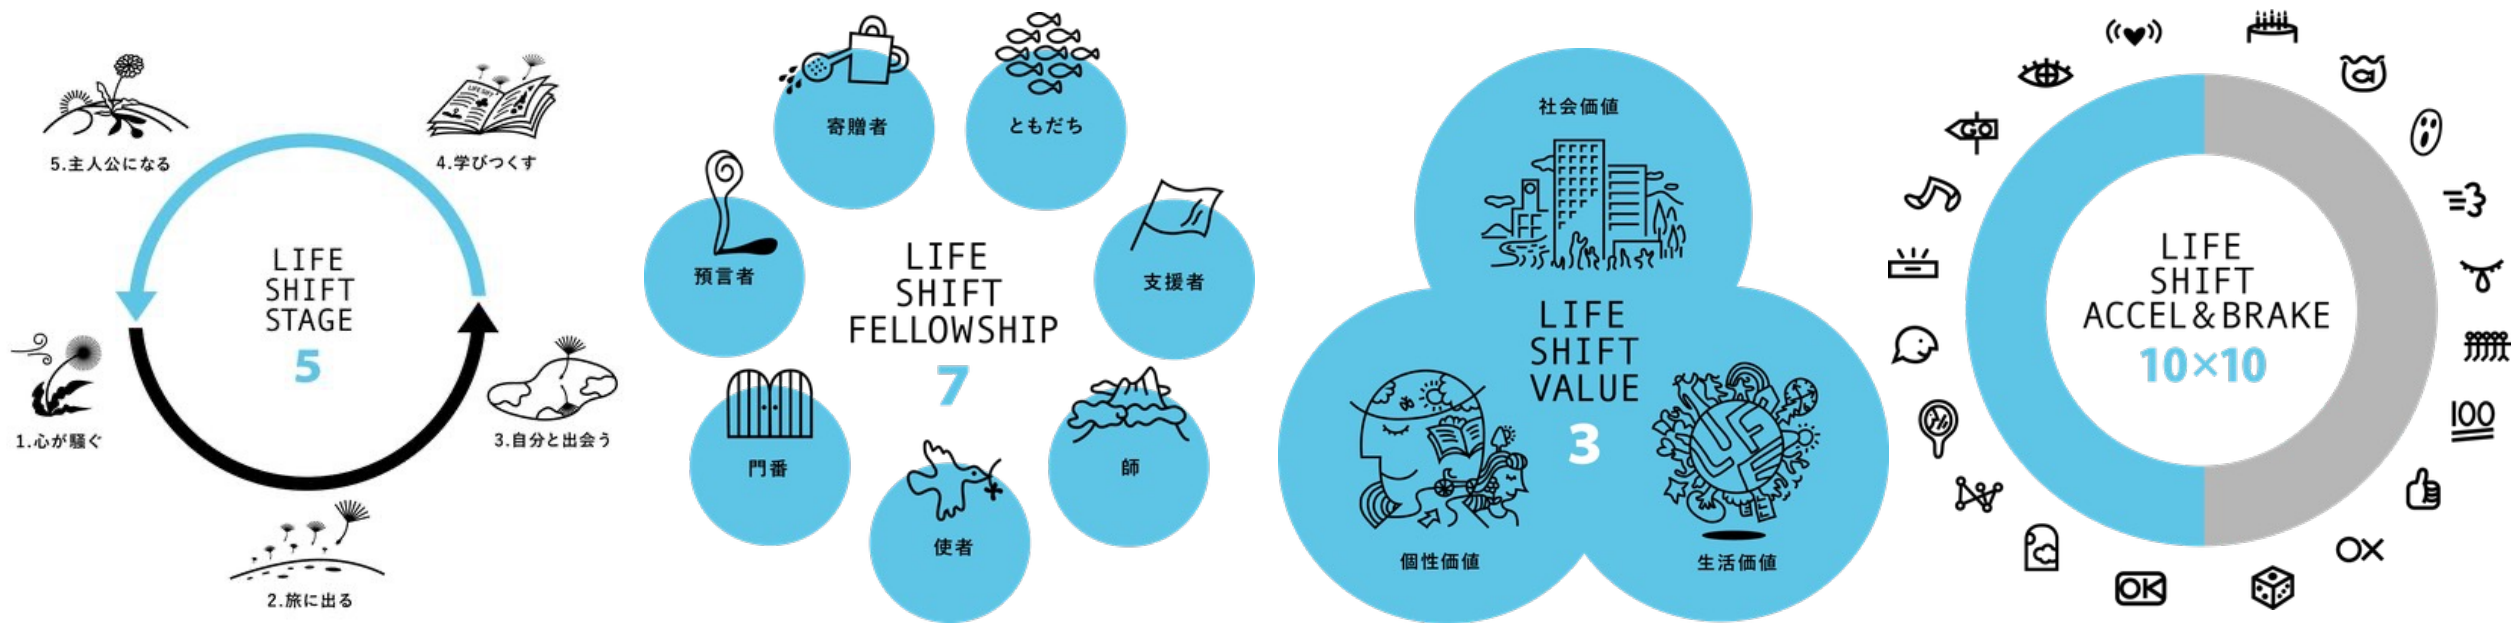 5.主人公になる
4.学びつくす
LIFE SIFT
LIFE
SHIFT
STAGE
5
1.心が騒ぐ
3.自分と出会う
2.旅に出る
寄贈者
ともだち
預言者
支援者
LIFE
SHIFT
FELLOWSHIP
7
門番
師
使者
社会価値
LIFE
SHIFT
VALUE
3
LIFE
個性価値
生活価値
GO
LIFE
SHIFT
ACCEL&BRAKE
10×10
100
OX
OK